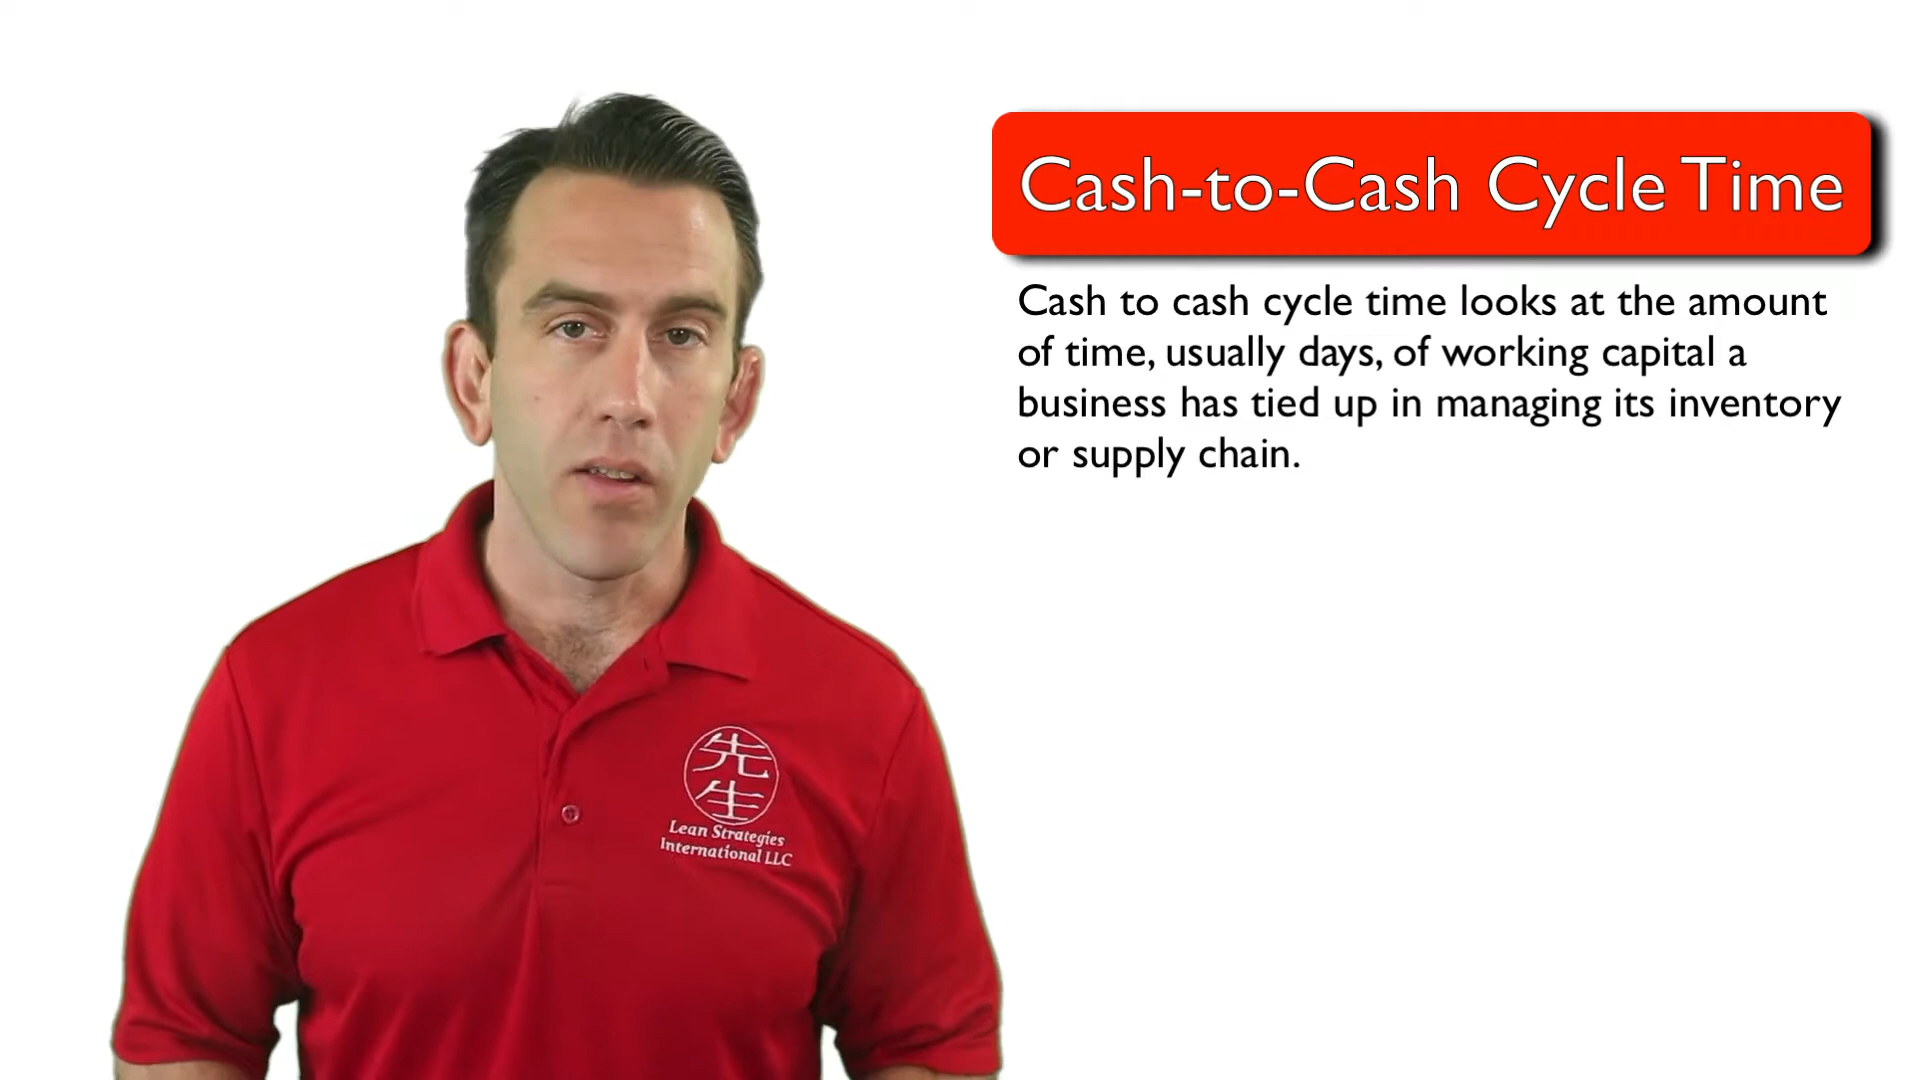 Cash-to-Cash Cycle Time
Cash to cash cycle time looks at the amount
of time, usually days, of working capital a
business has tied up in managing its inventory
or supply chain.
先
生
Lean Strategies
International LLC